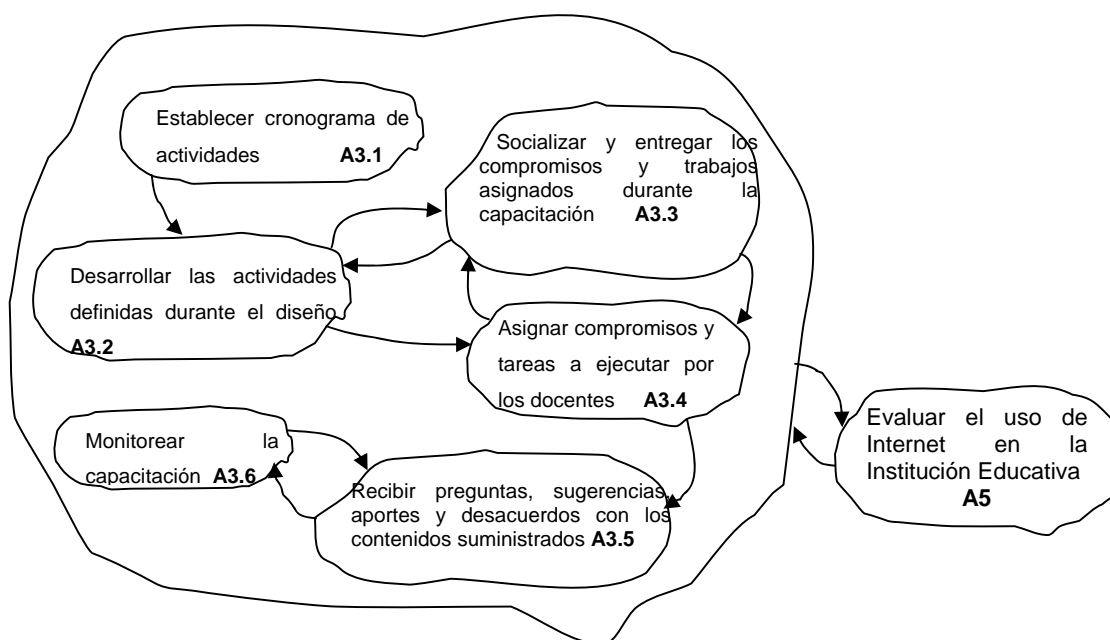 Establecer cronograma de
actividades A3.1
Socializar y entregar los
compromisos y trabajos
asignados durante la
capacitación A3.3
Desarrollar las actividades
definidas durante el diseño
A3.2
Asignar compromisos y
tareas a ejecutar por
los docentes A3.4
Monitorear la
capacitación A3.6
Recibir preguntas, sugerencias,
aportes y desacuerdos con los
contenidos suministrados A3.5
Evaluar el uso de
Internet en la
Institución Educativa
A5